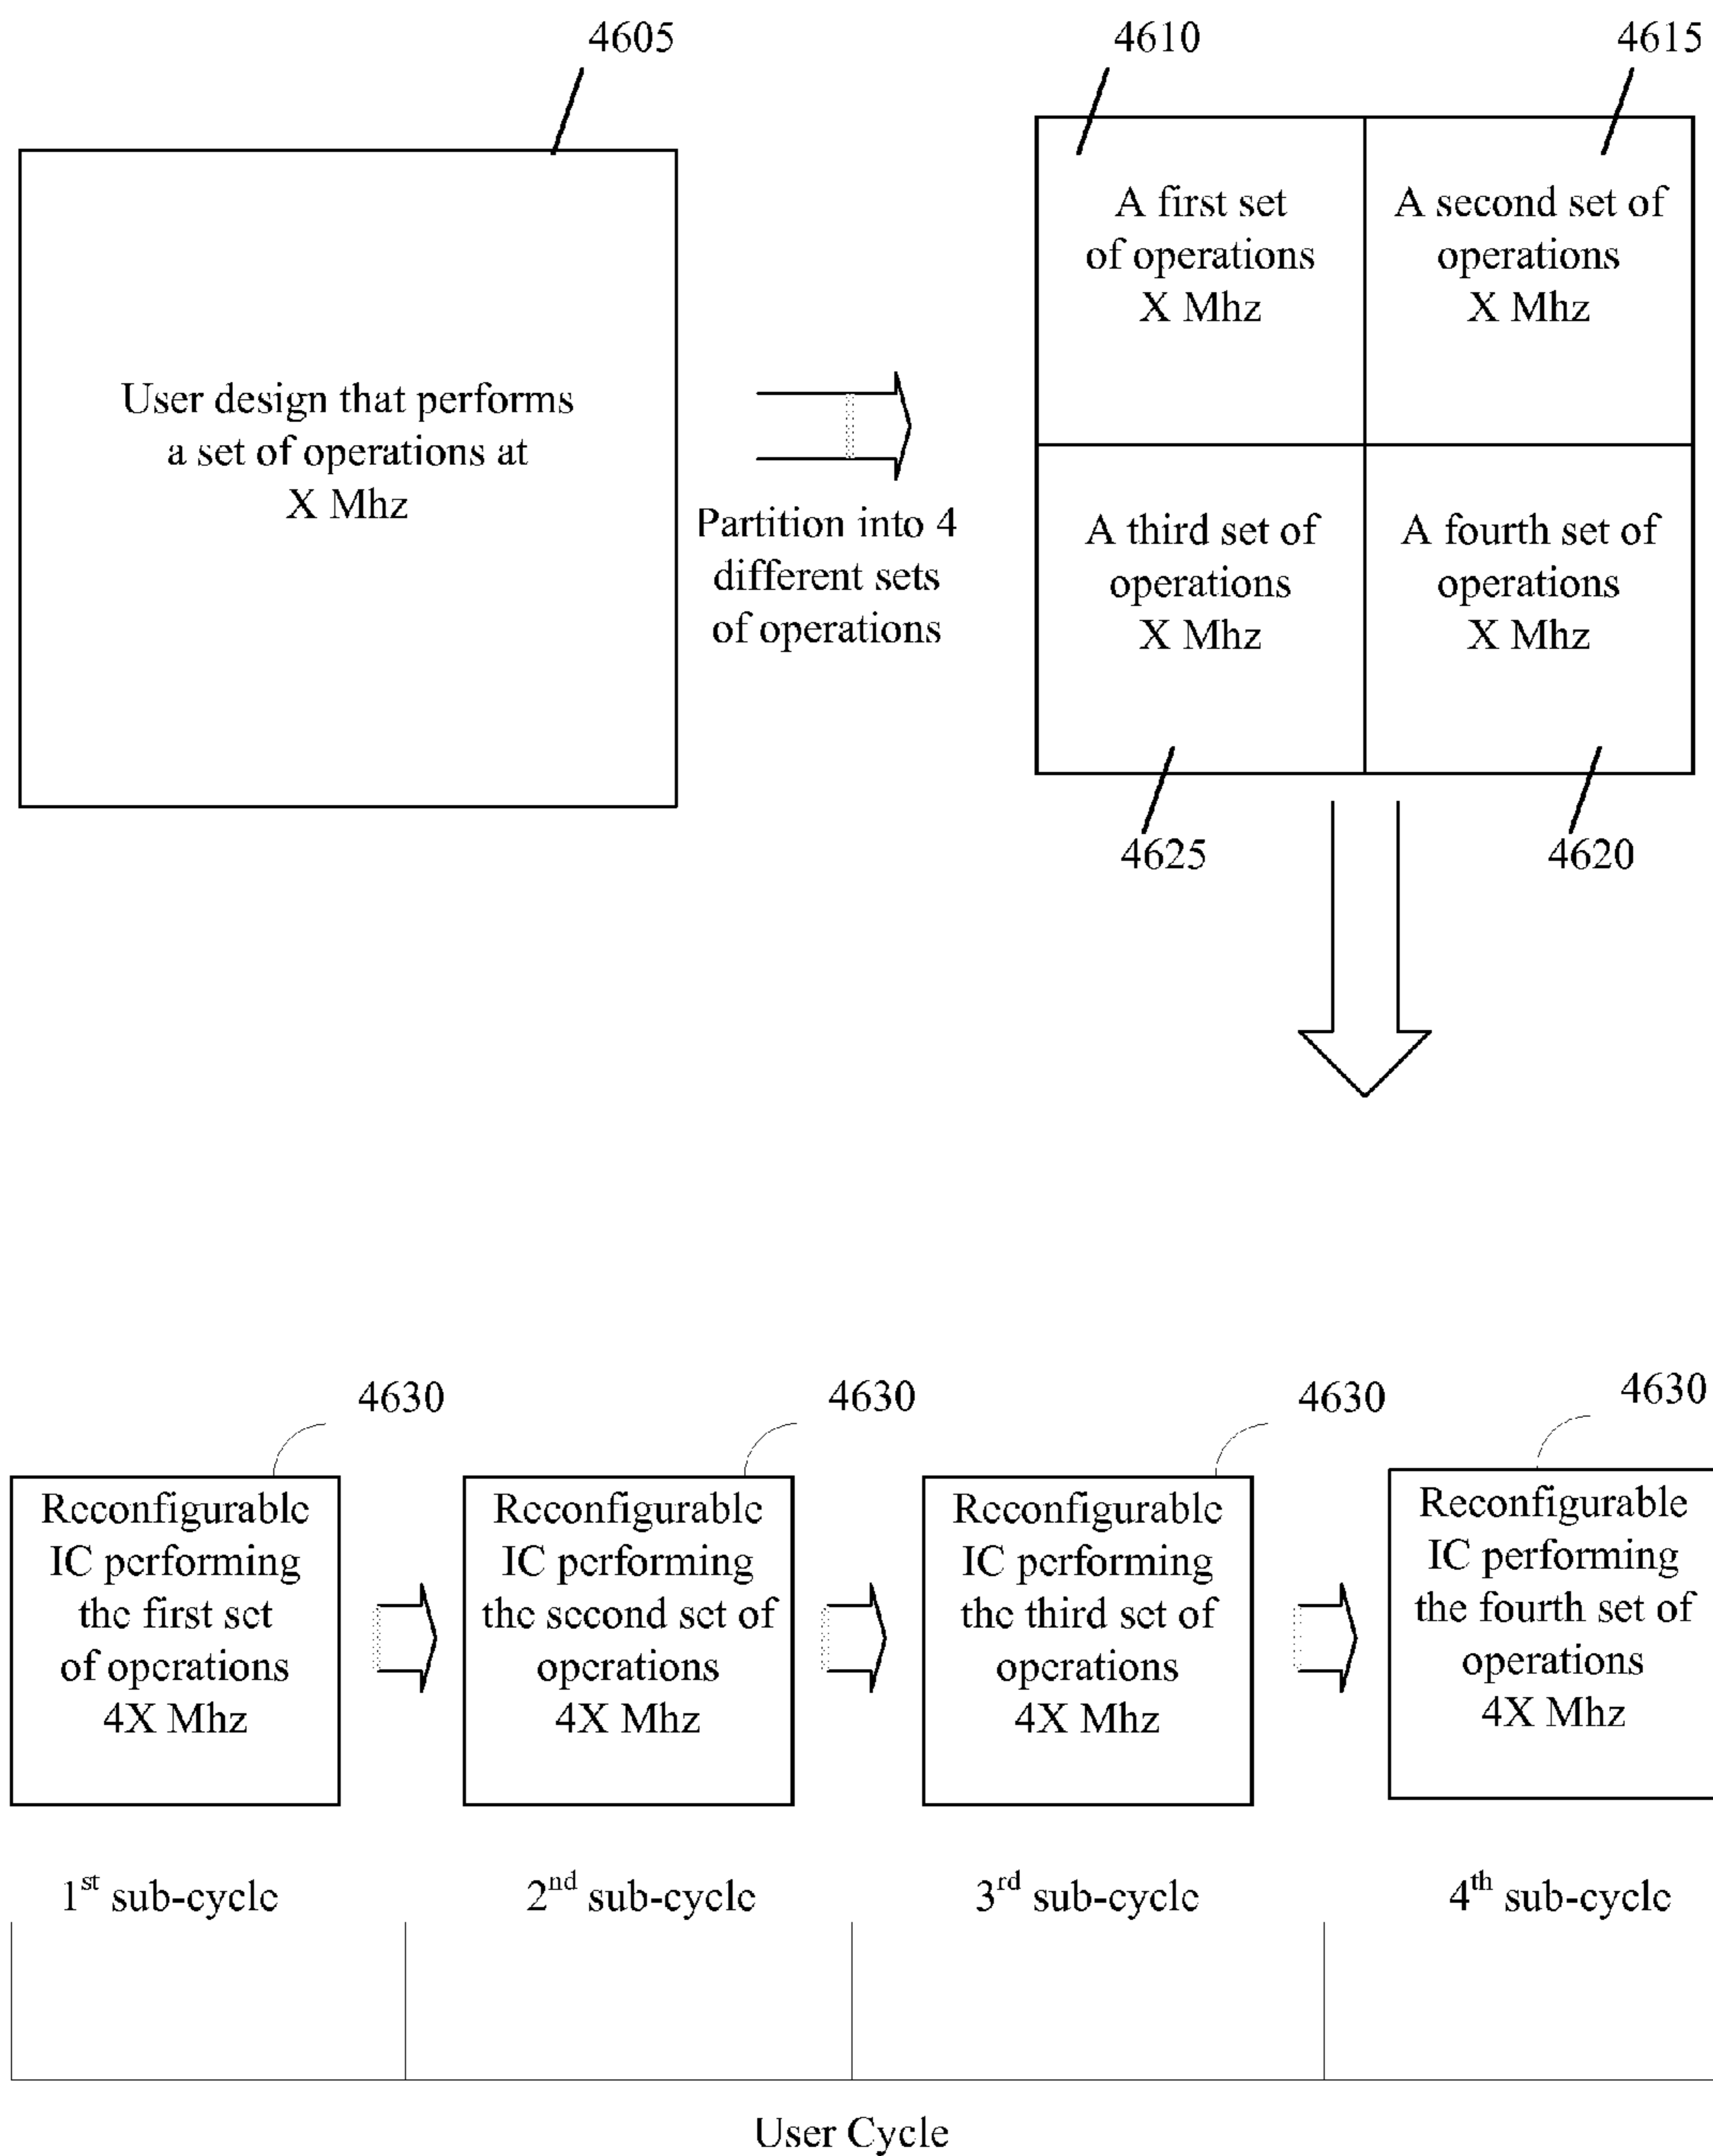 4605
4610
4615
User design that performs
a set of operations at
X Mhz
Partition into 4
different sets
of operations
A first set
of operations
X Mhz
A second set of
operations
X Mhz
A third set of
operations
X Mhz
A fourth set of
operations
X Mhz
4625
4620
4630
4630
4630
4630
Reconfigurable
IC performing
the first set
of operations
4X Mhz
Reconfigurable
IC performing
the second set of
operations
4X Mhz
Reconfigurable
IC performing
the third set of
operations
4X Mhz
Reconfigurable
IC performing
the fourth set of
operations
4X Mhz
1st sub-cycle
2nd sub-cycle
3rd sub-cycle
4th sub-cycle
User Cycle